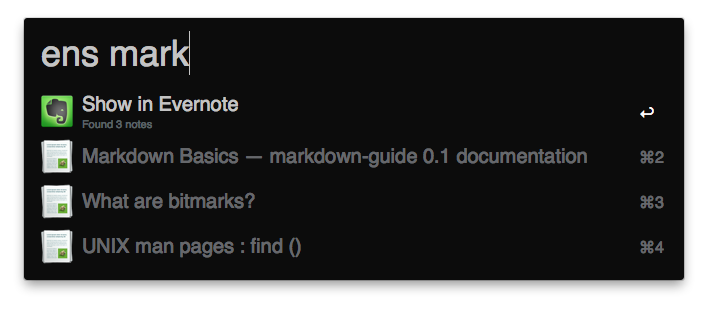 ens mark
Show in Evernote ↩
Found 3 notes
Markdown Basics — markdown-guide 0.1 documentation ⌘2
What are bitmarks? ⌘3
UNIX man pages : find () ⌘4